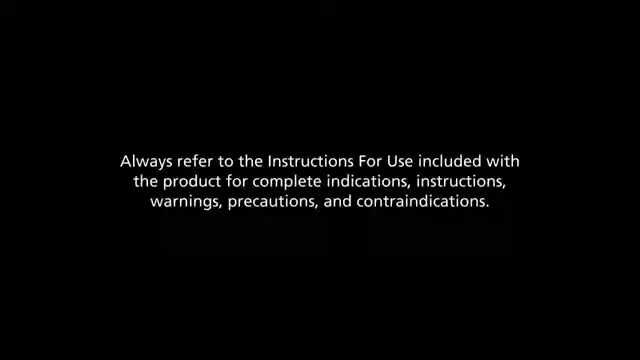 Always refer to the Instructions For Use included with
the product for complete indications, instructions,
warnings, precautions, and contraindications.